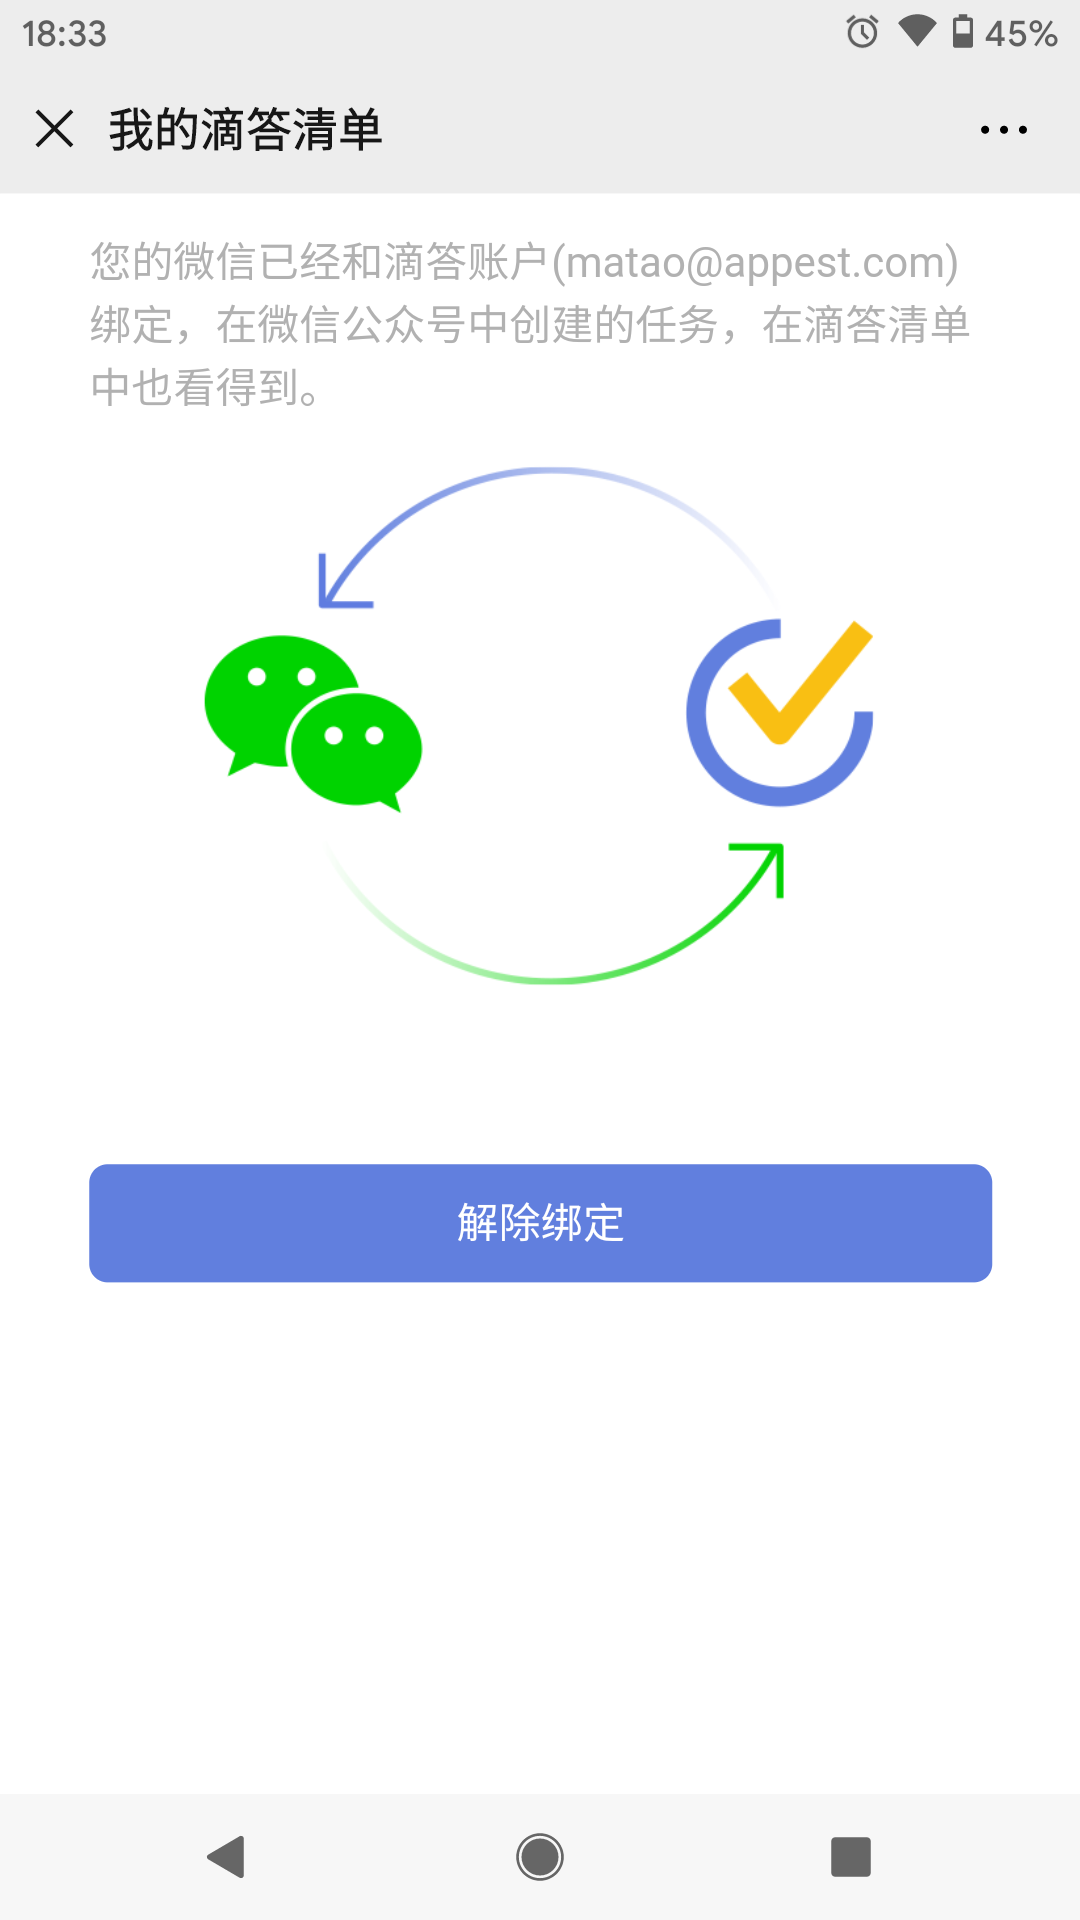 18:33
45%
我的滴答清单
您的微信已经和滴答账户(matao@appest.com)
绑定，在微信公众号中创建的任务，在滴答清单
中也看得到。
解除绑定